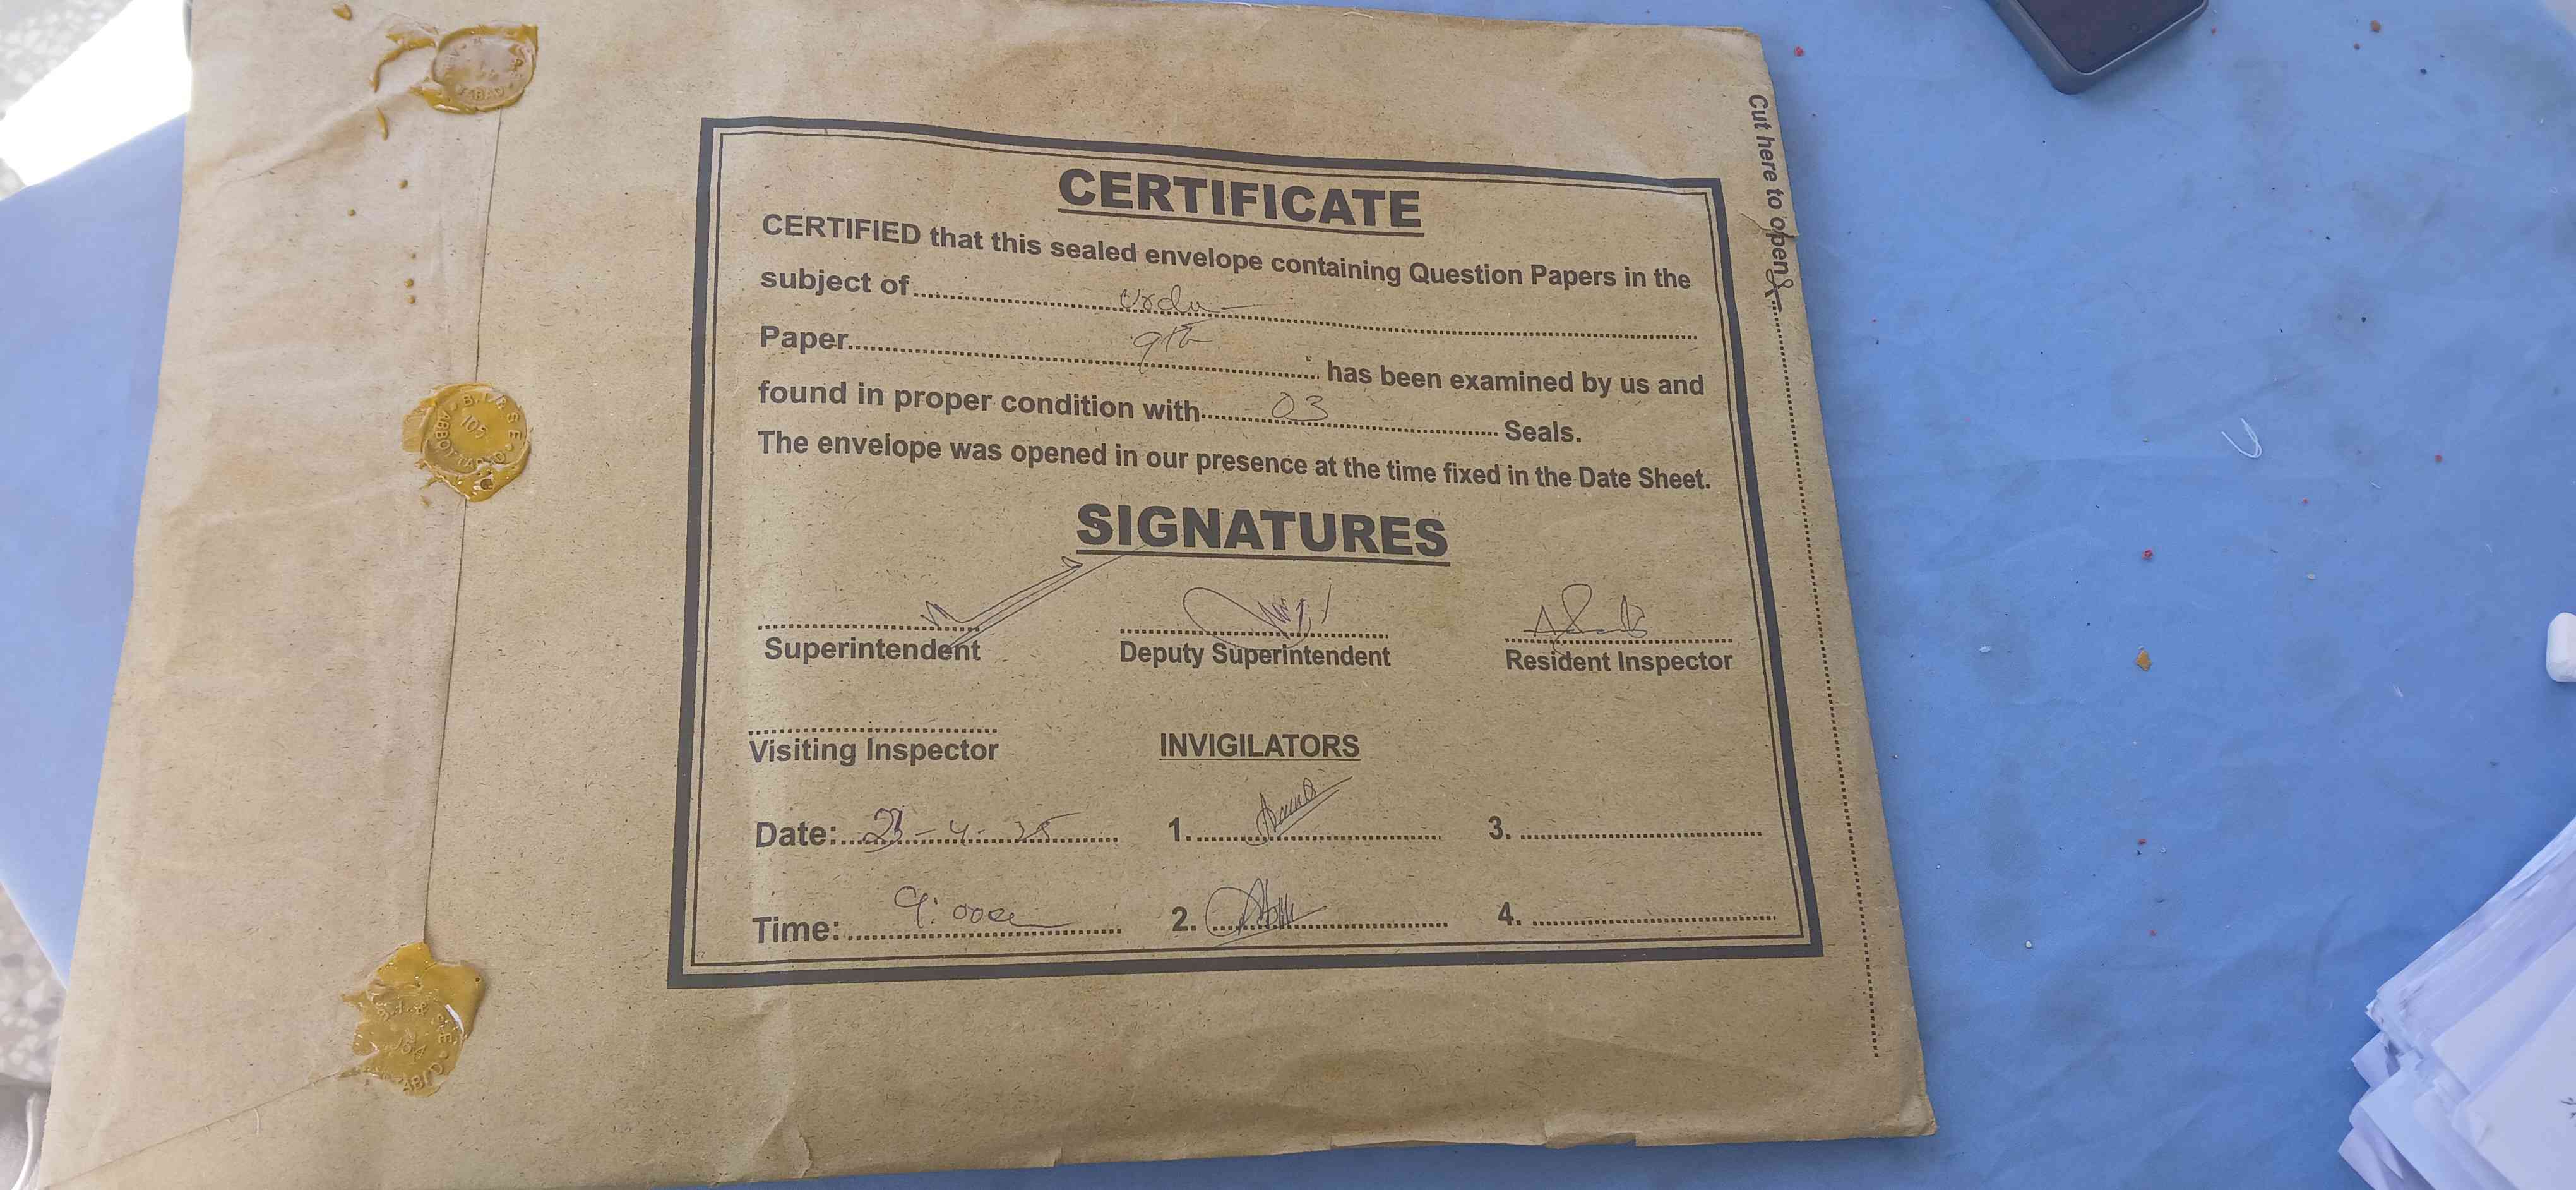 Cut here to open
CERTIFICATE
CERTIFIED that this sealed envelope containing Question Papers in the
subject of Urdu
Paper 9th has been examined by us and
found in proper condition with 03 Seals.
The envelope was opened in our presence at the time fixed in the Date Sheet.
SIGNATURES
Superintendent Deputy Superintendent Resident Inspector
Visiting Inspector INVIGILATORS
Date: 1. 3.
Time: 9:00 2. 4.
B.I.& S.E. ABBOTTABAD
105